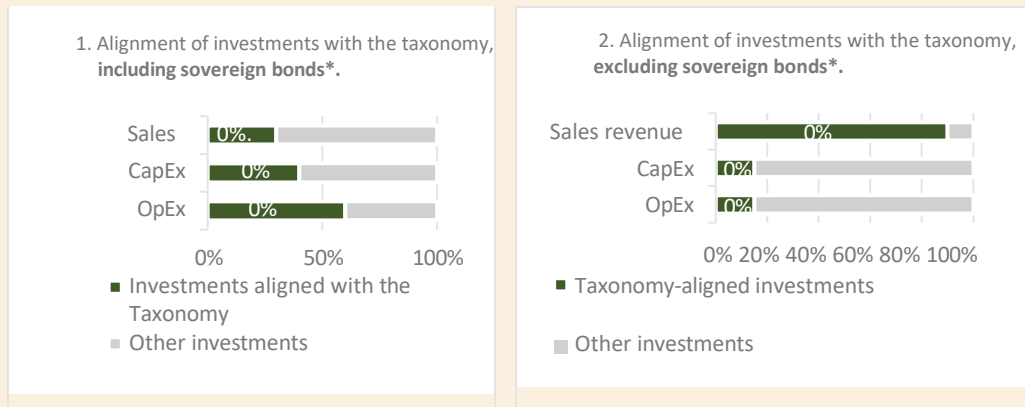 1. Alignment of investments with the taxonomy,
including sovereign bonds*.
Sales
0%.
CapEx
0%
OpEx
0%
0% 50% 100%
Investments aligned with the
Taxonomy
Other investments
2. Alignment of investments with the taxonomy,
excluding sovereign bonds*.
Sales revenue
0%
CapEx
0%
OpEx
0%
0% 20% 40% 60% 80% 100%
Taxonomy-aligned investments
Other investments